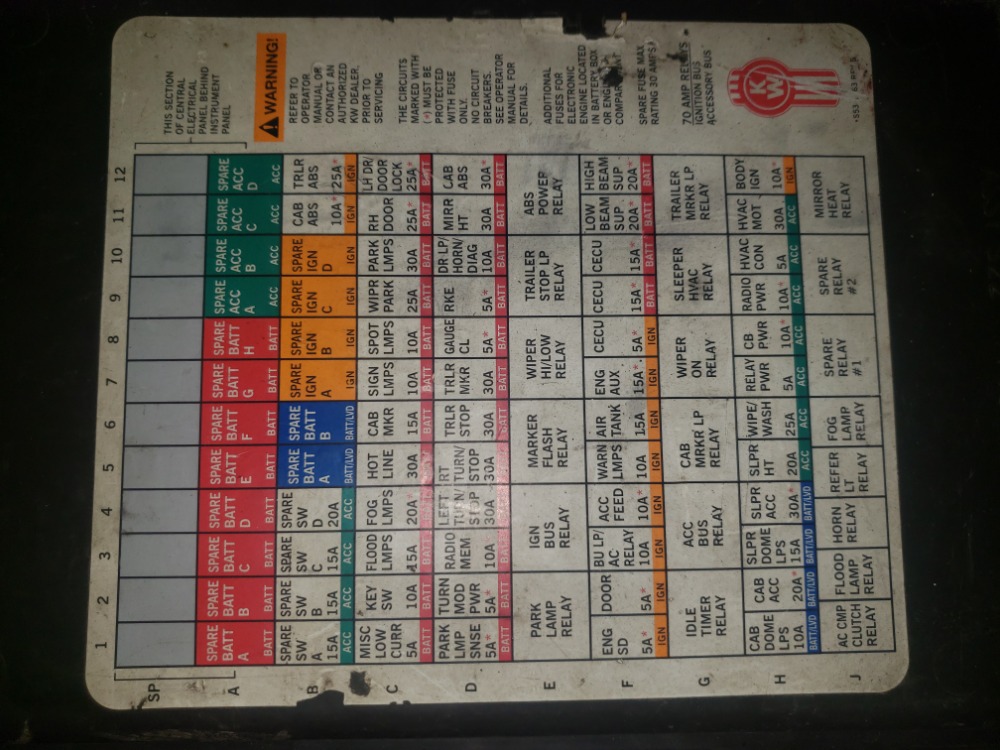 THIS SECTION
OF CENTRAL
ELECTRICAL
PANEL BEHIND
INSTRUMENT
PANEL
WARNING!
REFER TO
OPERATOR
MANUAL OR
CONTACT AN
AUTHORIZED
KW DEALER,
PRIOR TO
SERVICING
THE CIRCUITS
MARKED WITH
(*) MUST BE
PROTECTED
WITH FUSE
ONLY. NO
CIRCUIT
BREAKERS.
SEE OPERATOR
MANUAL FOR
DETAILS.
ADDITIONAL
FUSES FOR
ELECTRONIC
ENGINE LOCATED
IN BATTERY BOX
OR ENGINE
SPARE FUSE MAX
RATING 30 AMPS)
70 AMP RELAYS
IGNITION BUS
ACCESSORY BUS
KW
1 2 3 4 5 6 7 8 9 10 11 12
SP
A
SPARE BATT A BATT
SPARE BATT B BATT
SPARE BATT C BATT
SPARE BATT D BATT
SPARE BATT E BATT
SPARE BATT F BATT
SPARE BATT G BATT
SPARE BATT H BATT
SPARE ACC A ACC
SPARE ACC B ACC
SPARE ACC C ACC
SPARE ACC D ACC
B
SPARE SW A 15A ACC
SPARE SW B 15A ACC
SPARE SW C 15A ACC
SPARE SW D 20A ACC
SPARE BATT A BATT/LVD
SPARE BATT B BATT/LVD
SPARE IGN A IGN
SPARE IGN B IGN
SPARE IGN C IGN
SPARE IGN D IGN
CAB ABS 10A* IGN
TRLR ABS 25A* IGN
C
MISC LOW CURR 5A BATT
KEY SW 10A BATT
FLOOD LMPS 15A BATT
FOG LMPS 20A* BATT
HOT LINE 30A BATT
CAB MKR 15A BATT
SIGN LMPS 10A BATT
SPOT LMPS 10A BATT
WIPR PARK 25A BATT
PARK LMPS 30A BATT
RH DOOR 25A* BATT
LH DR/ DOOR LOCK 25A* BATT
D
PARK LMP SNSE 5A* BATT
TURN MOD PWR 5A* BATT
RADIO MEM 10A* BATT
LEFT TURN/ STOP 30A BATT
RT TURN/ STOP 30A BATT
TRLR STOP 30A BATT
TRLR MKR 30A BATT
GAUGE CL 5A* BATT
RKE 5A* BATT
DR LP/ HORN/ DIAG 10A BATT
MIRR HT 30A BATT
CAB ABS 30A* BATT
E
PARK LAMP RELAY
IGN BUS RELAY
MARKER FLASH RELAY
WIPER HI/LOW RELAY
TRAILER STOP LP RELAY
ABS POWER RELAY
F
ENG SD 5A* IGN
DOOR 5A* IGN
BU LP/ AC RELAY 10A IGN
ACC FEED 10A* IGN
WARN LMPS 10A IGN
AIR TANK 15A IGN
ENG AUX 15A* IGN
CECU 5A* IGN
CECU 15A* BATT
CECU 15A* BATT
LOW BEAM SUP 20A* BATT
HIGH BEAM SUP 20A* BATT
G
IDLE TIMER RELAY
ACC BUS RELAY
CAB MRKR LP RELAY
WIPER ON RELAY
SLEEPER HVAC RELAY
TRAILER MRKR LP RELAY
H
CAB DOME LPS 10A BATT/LVD
CAB ACC 20A* BATT/LVD
SLPR DOME LPS 15A BATT/LVD
SLPR ACC 30A* BATT/LVD
SLPR HT 20A ACC
WIPE/ WASH 25A ACC
RELAY PWR 5A ACC
CB PWR 10A* ACC
RADIO PWR 10A* ACC
HVAC CON 5A ACC
HVAC MOT 30A ACC
BODY IGN 10A* IGN
J
AC CMP CLUTCH RELAY
FLOOD LAMP RELAY
HORN RELAY
REFER LT RELAY
FOG LAMP RELAY
SPARE RELAY #1
SPARE RELAY #2
MIRROR HEAT RELAY